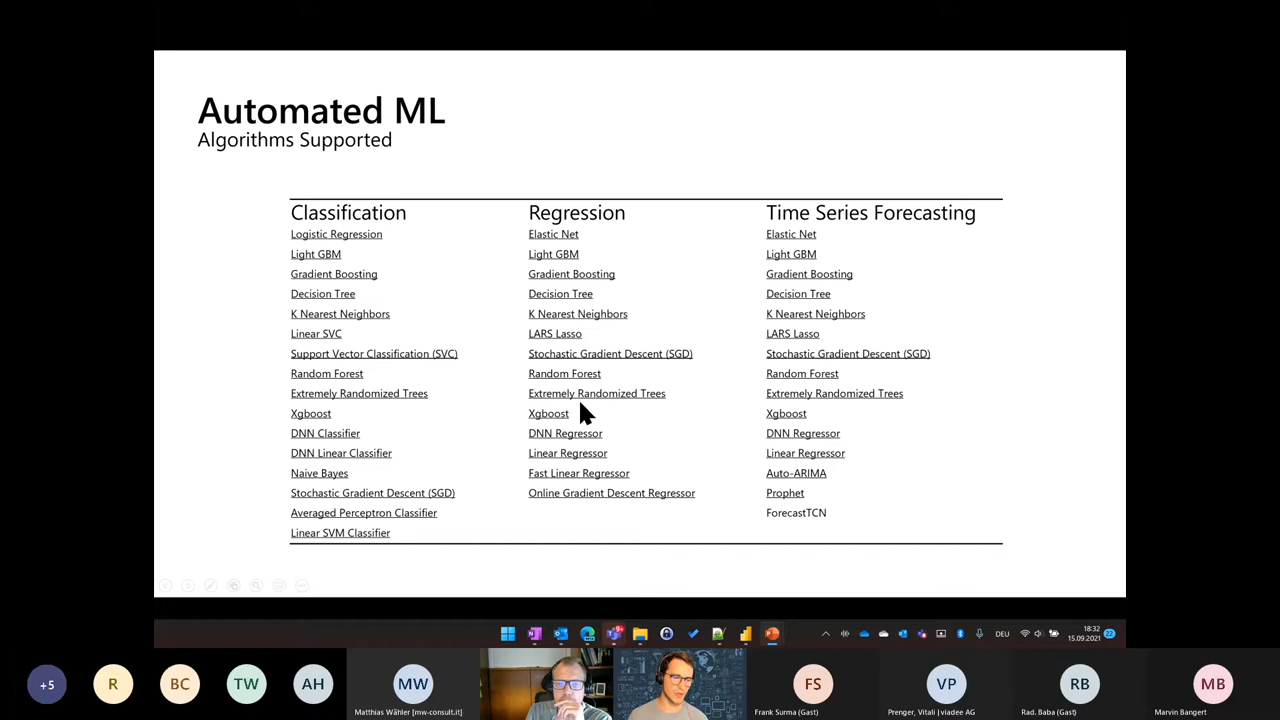 Automated ML
Algorithms Supported
Classification
Regression
Time Series Forecasting
Logistic Regression
Elastic Net
Elastic Net
Light GBM
Light GBM
Light GBM
Gradient Boosting
Gradient Boosting
Gradient Boosting
Decision Tree
Decision Tree
Decision Tree
K Nearest Neighbors
K Nearest Neighbors
K Nearest Neighbors
Linear SVC
LARS Lasso
LARS Lasso
Support Vector Classification (SVC)
Stochastic Gradient Descent (SGD)
Stochastic Gradient Descent (SGD)
Random Forest
Random Forest
Random Forest
Extremely Randomized Trees
Extremely Randomized Trees
Extremely Randomized Trees
Xgboost
Xgboost
Xgboost
DNN Classifier
DNN Regressor
DNN Regressor
DNN Linear Classifier
Linear Regressor
Linear Regressor
Naive Bayes
Fast Linear Regressor
Auto-ARIMA
Stochastic Gradient Descent (SGD)
Online Gradient Descent Regressor
Prophet
Averaged Perceptron Classifier
ForecastTCN
Linear SVM Classifier
9+
DEU
18:32
15.09.2021
22
+5
R
BC
TW
AH
MW
FS
VP
RB
MB
Matthias Wähler [mw-consult.it]
Frank Surma (Gast)
Prenger, Vitali | viadee AG
Rad. Baba (Gast)
Marvin Bangert